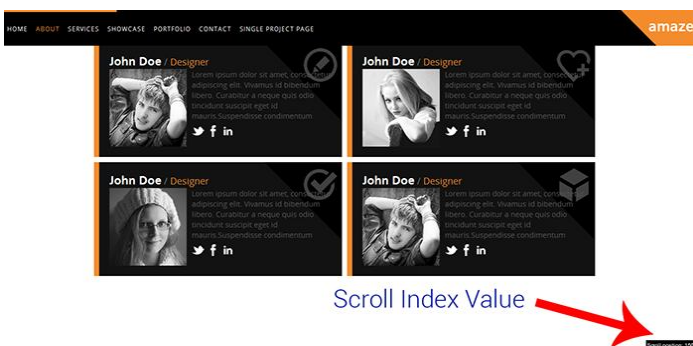 HOME ABOUT SERVICES SHOWCASE PORTFOLIO CONTACT SINGLE PROJECT PAGE
amaze
John Doe / Designer
Lorem ipsum dolor sit amet, consectetur
adipiscing elit. Vivamus id bibendum
libero. Curabitur a neque quis odio
tincidunt suscipit eget id
mauris.Suspendisse condimentum
f in
John Doe / Designer
Lorem ipsum dolor sit amet, consectetur
adipiscing elit. Vivamus id bibendum
libero. Curabitur a neque quis odio
tincidunt suscipit eget id
mauris.Suspendisse condimentum
f in
John Doe / Designer
Lorem ipsum dolor sit amet, consectetur
adipiscing elit. Vivamus id bibendum
libero. Curabitur a neque quis odio
tincidunt suscipit eget id
mauris.Suspendisse condimentum
f in
John Doe / Designer
Lorem ipsum dolor sit amet, consectetur
adipiscing elit. Vivamus id bibendum
libero. Curabitur a neque quis odio
tincidunt suscipit eget id
mauris.Suspendisse condimentum
f in
Scroll Index Value
Scroll position: